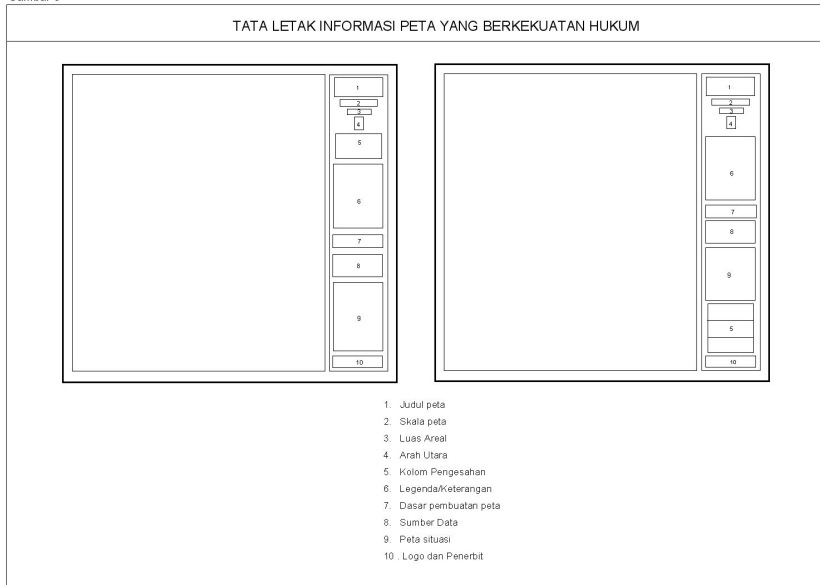 TATA LETAK INFORMASI PETA YANG BERKEKUATAN HUKUM
1
2
3
4
5
6
7
8
9
10
1
2
3
4
6
7
8
9
5
10
1. Judul peta
2. Skala peta
3. Luas Areal
4. Arah Utara
5. Kolom Pengesahan
6. Legenda/Keterangan
7. Dasar pembuatan peta
8. Sumber Data
9. Peta situasi
10 . Logo dan Penerbit